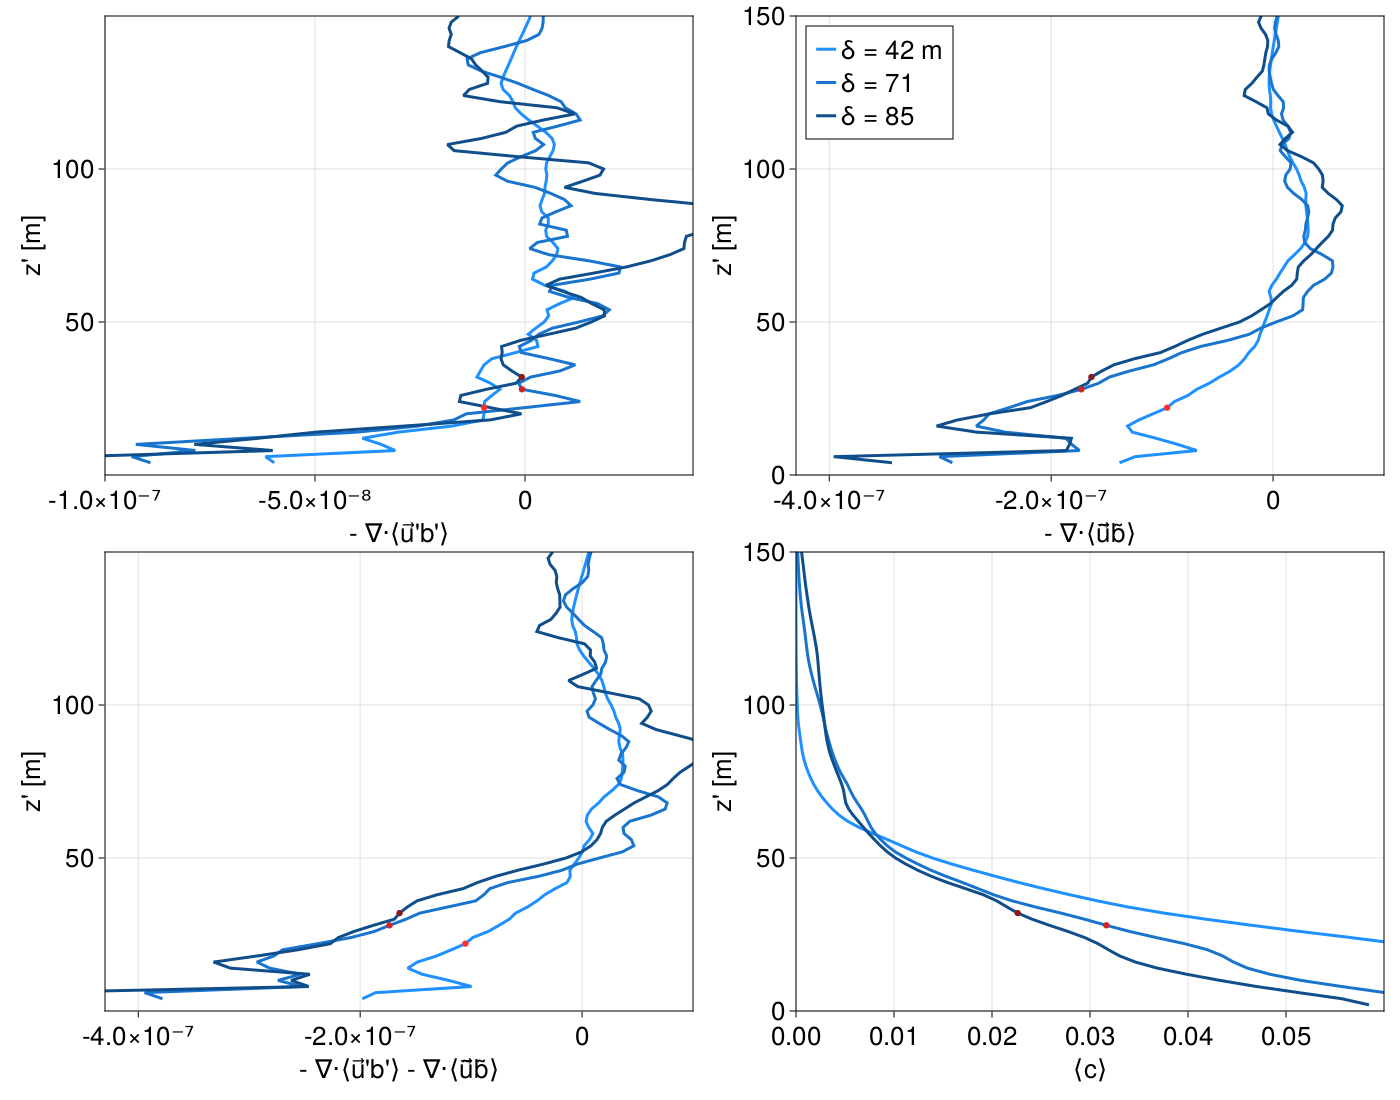 z' [m]
100
50
-1.0×10⁻⁷
-5.0×10⁻⁸
0
- ∇·⟨u⃗'b'⟩
δ = 42 m
δ = 71
δ = 85
z' [m]
150
100
50
0
-4.0×10⁻⁷
-2.0×10⁻⁷
0
- ∇·⟨u⃗̄b̄⟩
z' [m]
100
50
-4.0×10⁻⁷
-2.0×10⁻⁷
0
- ∇·⟨u⃗'b'⟩ - ∇·⟨u⃗̄b̄⟩
z' [m]
150
100
50
0
0.00
0.01
0.02
0.03
0.04
0.05
⟨c⟩